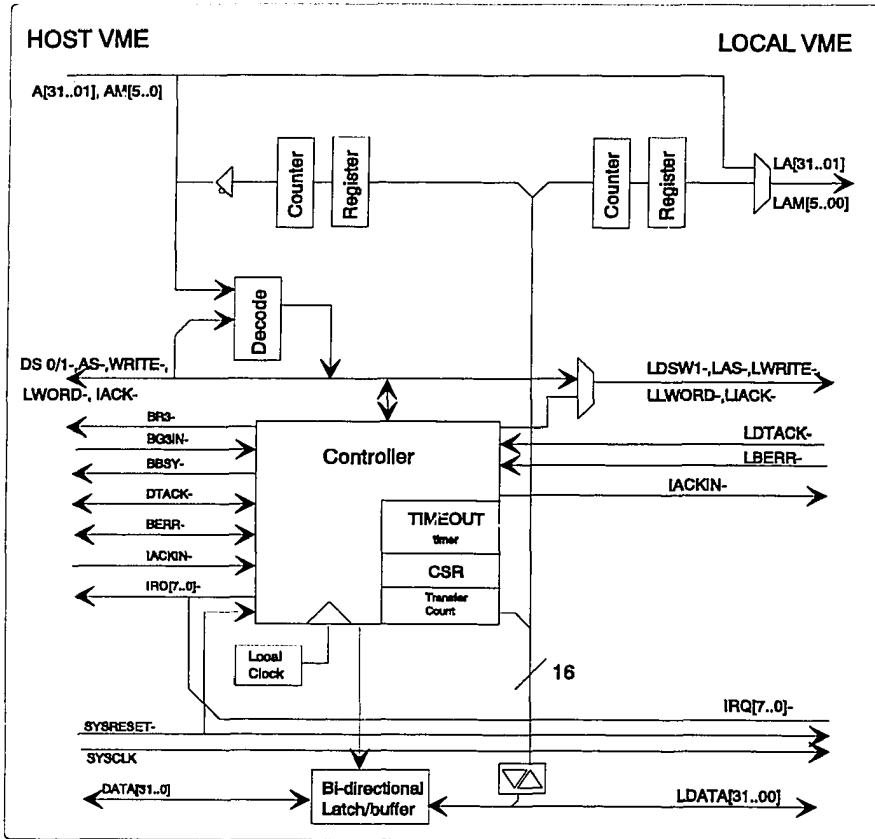 HOST VME
LOCAL VME
A[31..01], AM[5..0]
Counter
Register
Counter
Register
LA[31..01]
LAM[5..00]
Decode
DS 0/1-,AS-,WRITE-,
LWORD-, IACK-
LDSW1-,LAS-,LWRITE-,
LLWORD-,LIACK-
BR3-
BG3IN-
BBSY-
DTACK-
BERR-
IACKIN-
IRQ[7..0]-
Controller
TIMEOUT
timer
CSR
Transfer
Count
LDTACK-
LBERR-
IACKIN-
Local
Clock
16
IRQ[7..0]-
SYSRESET-
SYSCLK
DATA[31..0]
Bi-directional
Latch/buffer
LDATA[31..00]